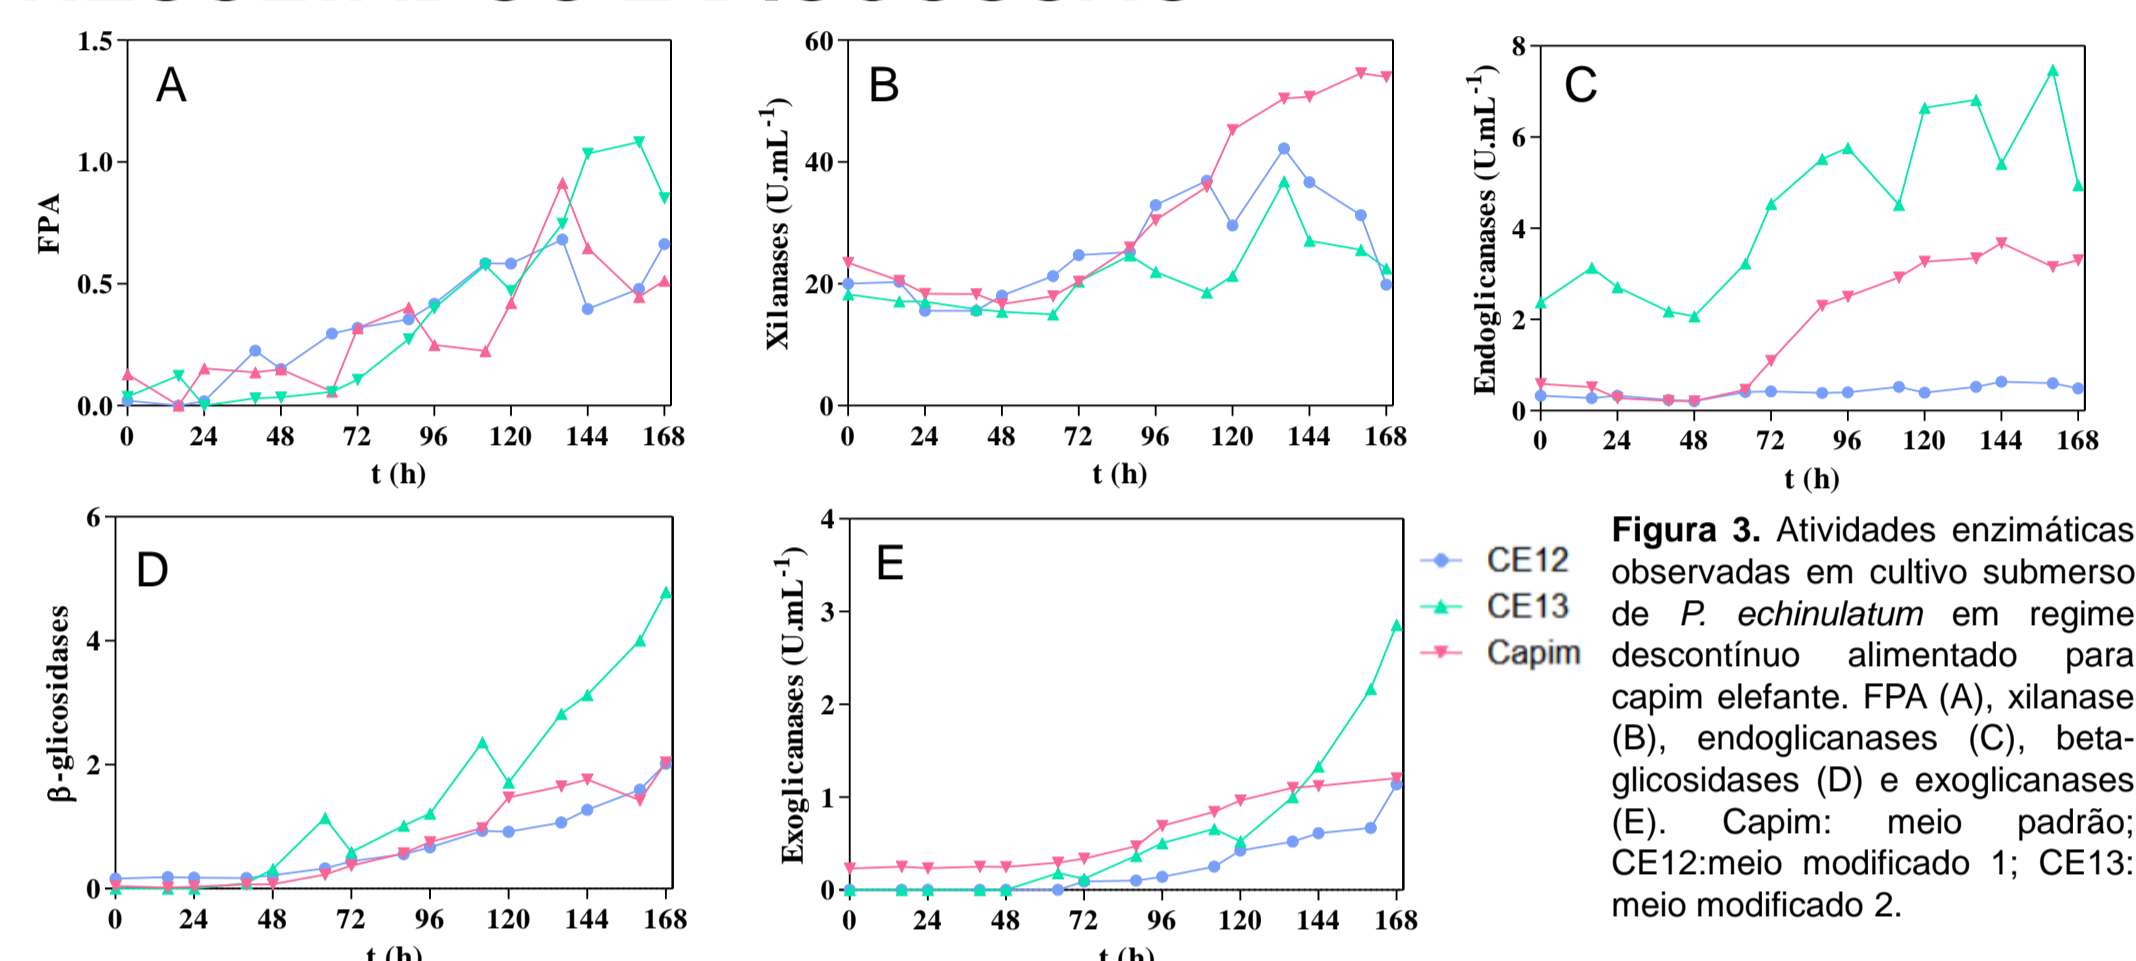 1.5
1.0
0.5
0.0
A
FPA
0 24 48 72 96 120 144 168
t (h)
60
40
20
0
B
Xilanases (U.mL-1)
0 24 48 72 96 120 144 168
t (h)
8
6
4
2
0
C
Endoglicanases (U.mL-1)
0 24 48 72 96 120 144 168
t (h)
6
4
2
0
D
β-glicosidases
0 24 48 72 96 120 144 168
t (h)
4
3
2
1
0
E
Exoglicanases (U.mL-1)
0 24 48 72 96 120 144 168
t (h)
CE12
CE13
Capim
Figura 3. Atividades enzimáticas
observadas em cultivo submerso
de P. echinulatum em regime
descontínuo alimentado para
capim elefante. FPA (A), xilanase
(B), endoglicanases (C), beta-
glicosidases (D) e exoglicanases
(E). Capim: meio padrão;
CE12:meio modificado 1; CE13:
meio modificado 2.